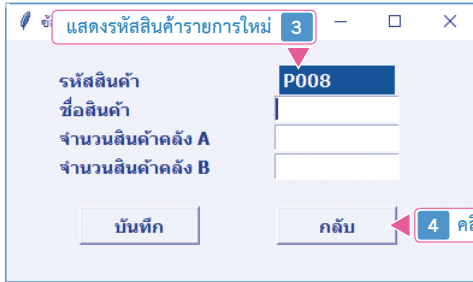 แสดงรหัสสินค้ารายการใหม่ 3
รหัสสินค้า P008
ชื่อสินค้า
จำนวนสินค้าคลัง A
จำนวนสินค้าคลัง B
บันทึก กลับ 4